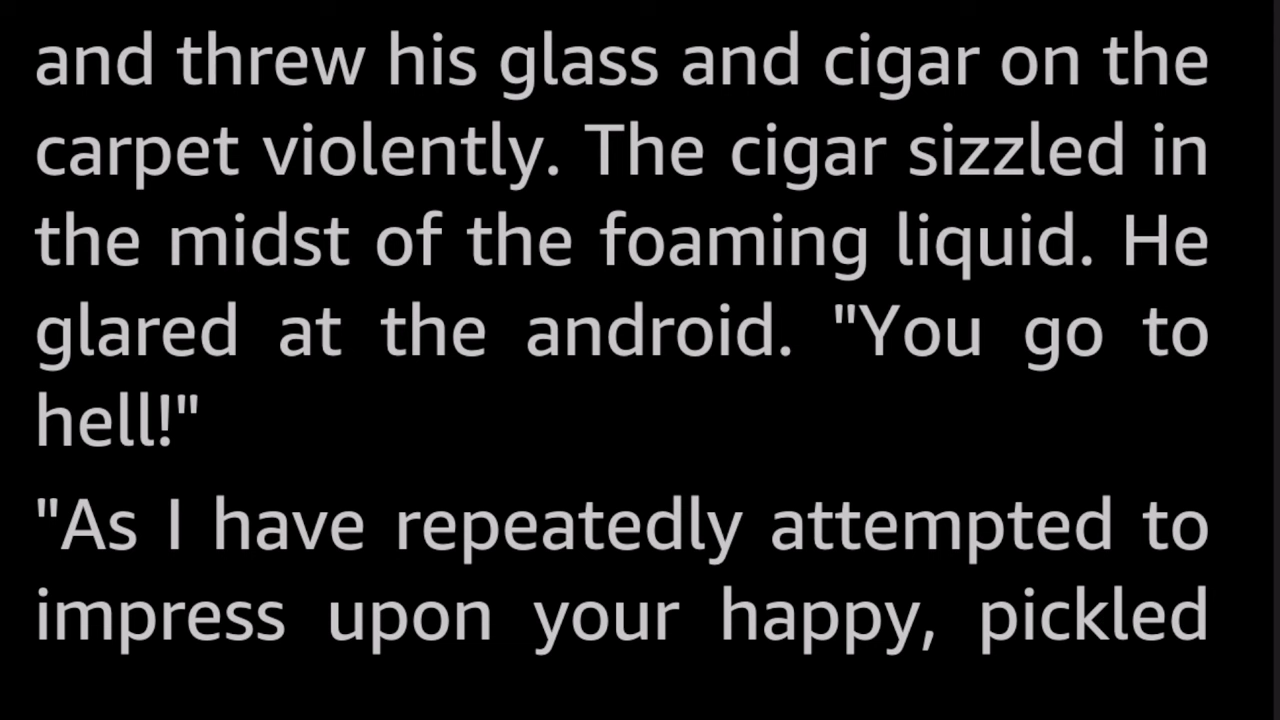 and threw his glass and cigar on the
carpet violently. The cigar sizzled in
the midst of the foaming liquid. He
glared at the android. "You go to
hell!"
"As I have repeatedly attempted to
impress upon your happy, pickled